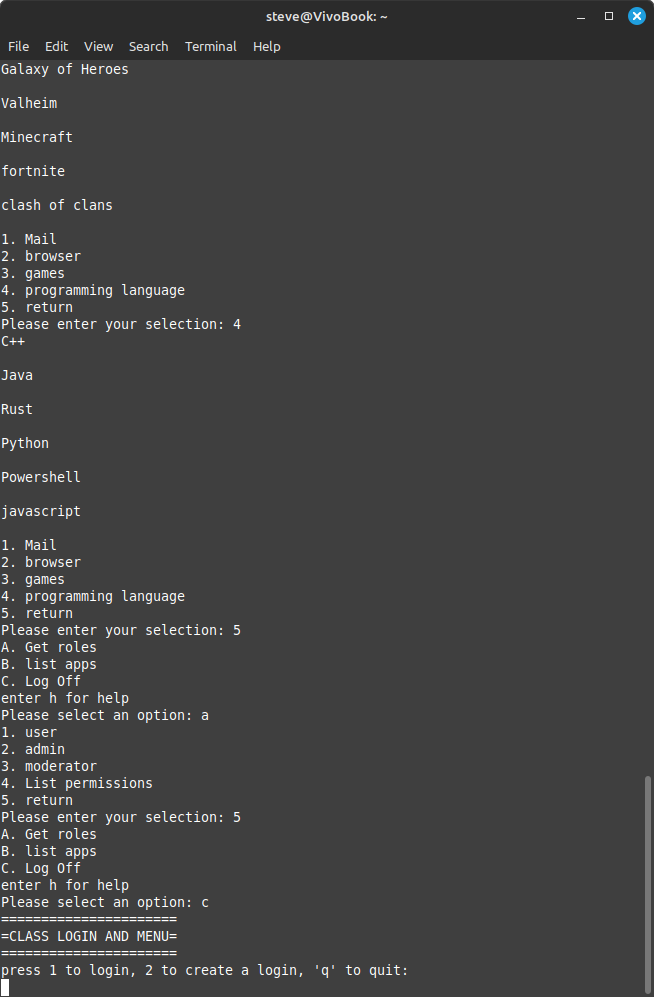 steve@VivoBook: ~
File Edit View Search Terminal Help
Galaxy of Heroes
Valheim
Minecraft
fortnite
clash of clans
1. Mail
2. browser
3. games
4. programming language
5. return
Please enter your selection: 4
C++
Java
Rust
Python
Powershell
javascript
1. Mail
2. browser
3. games
4. programming language
5. return
Please enter your selection: 5
A. Get roles
B. list apps
C. Log Off
enter h for help
Please select an option: a
1. user
2. admin
3. moderator
4. List permissions
5. return
Please enter your selection: 5
A. Get roles
B. list apps
C. Log Off
enter h for help
Please select an option: c
======================
=CLASS LOGIN AND MENU=
======================
press 1 to login, 2 to create a login, 'q' to quit: